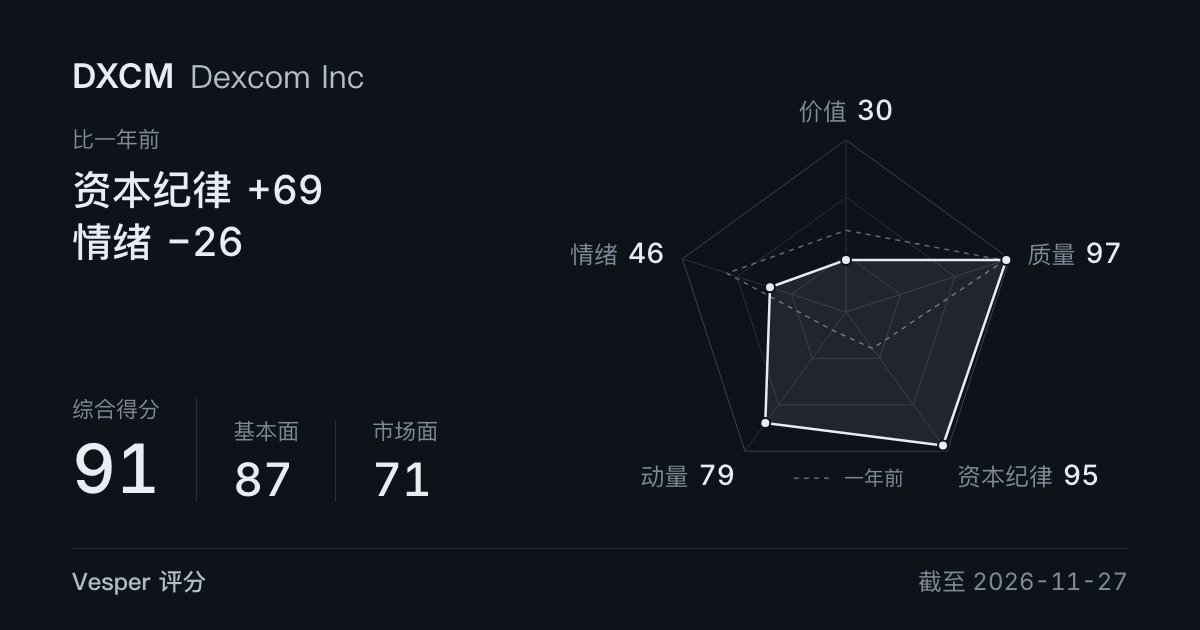 DXCM Dexcom Inc
比一年前
资本纪律 +69
情绪 −26
综合得分
91
基本面
87
市场面
71
价值 30
情绪 46
质量 97
动量 79
一年前
资本纪律 95
Vesper 评分
截至 2026-11-27